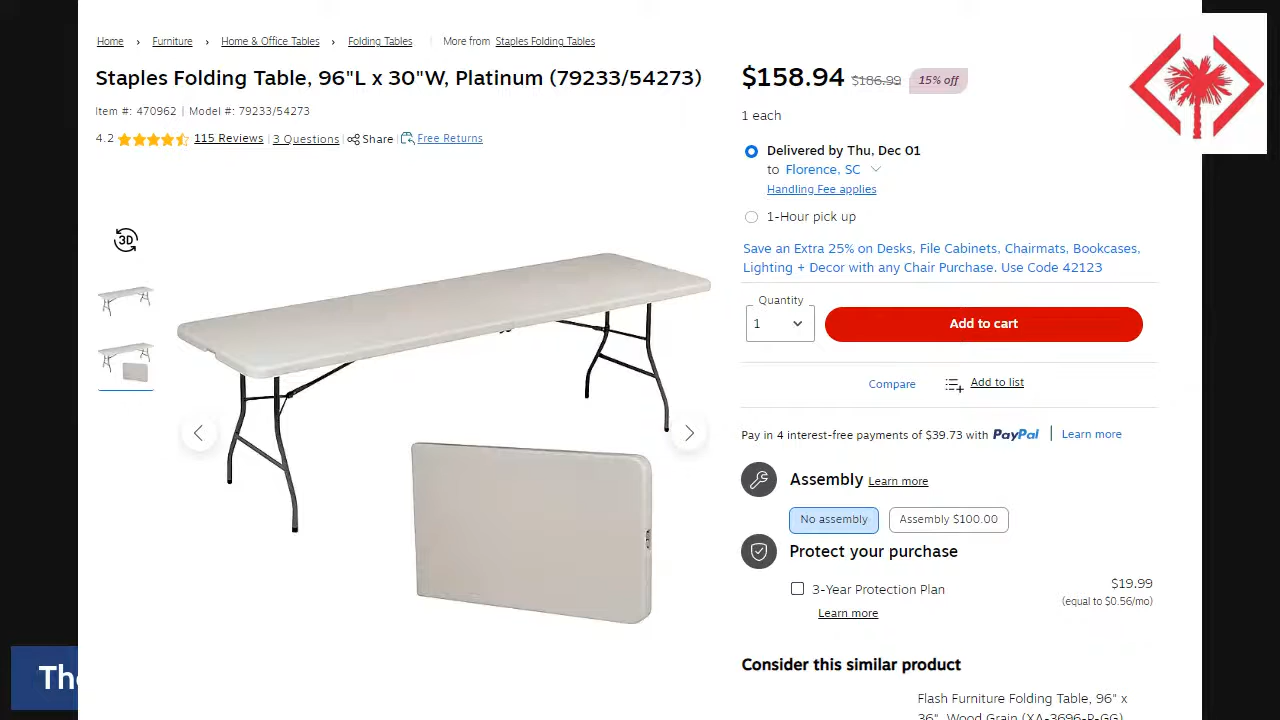 Home › Furniture › Home & Office Tables › Folding Tables | More from Staples Folding Tables
Staples Folding Table, 96"L x 30"W, Platinum (79233/54273)
Item #: 470962 | Model #: 79233/54273
4.2 115 Reviews | 3 Questions | Share | Free Returns
3D
$158.94 $186.99 15% off
1 each
Delivered by Thu, Dec 01
to Florence, SC
Handling Fee applies
1-Hour pick up
Save an Extra 25% on Desks, File Cabinets, Chairmats, Bookcases,
Lighting + Decor with any Chair Purchase. Use Code 42123
Quantity
1
Add to cart
Compare
Add to list
Pay in 4 interest-free payments of $39.73 with PayPal | Learn more
Assembly Learn more
No assembly
Assembly $100.00
Protect your purchase
3-Year Protection Plan
$19.99
(equal to $0.56/mo)
Learn more
Consider this similar product
Flash Furniture Folding Table, 96" x
36", Wood Grain (XA-3696-P-GG)